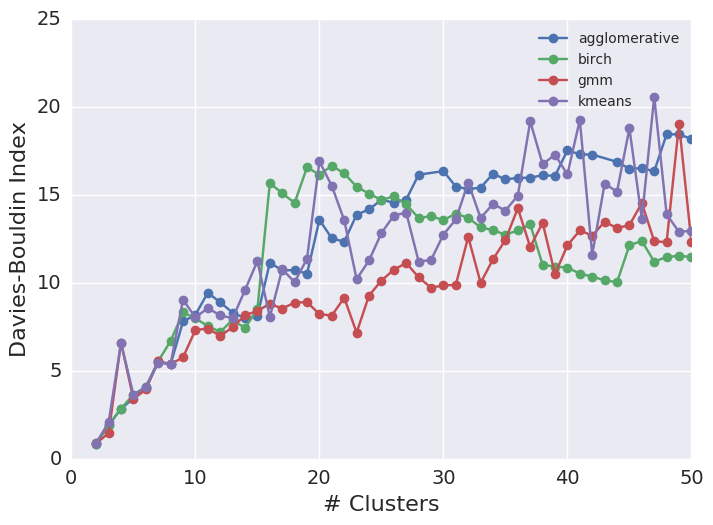 25
20
15
10
5
0
Davies-Bouldin Index
agglomerative
birch
gmm
kmeans
0 10 20 30 40 50
# Clusters